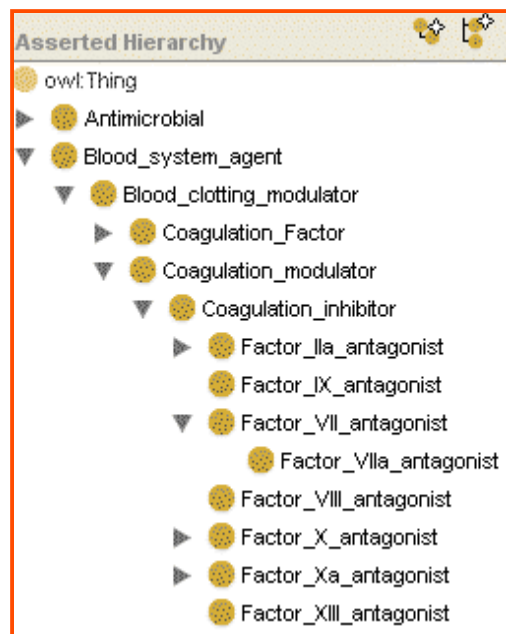 Asserted Hierarchy
owl:Thing
Antimicrobial
Blood_system_agent
Blood_clotting_modulator
Coagulation_Factor
Coagulation_modulator
Coagulation_inhibitor
Factor_IIa_antagonist
Factor_IX_antagonist
Factor_VII_antagonist
Factor_VIIa_antagonist
Factor_VIII_antagonist
Factor_X_antagonist
Factor_Xa_antagonist
Factor_XIII_antagonist